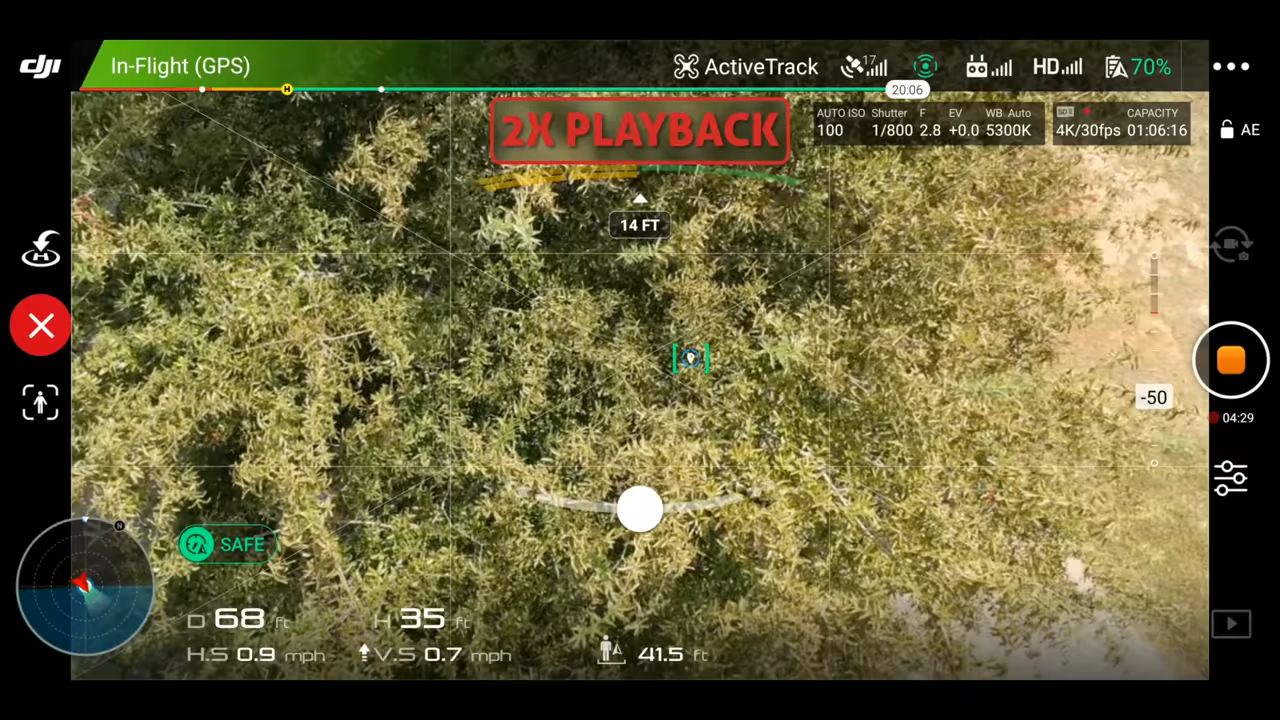 dji In-Flight (GPS) ActiveTrack 17 HD 70%
H 20:06
2X PLAYBACK
AUTO ISO Shutter F EV WB Auto CAPACITY
100 1/800 2.8 +0.0 5300K 4K/30fps 01:06:16
AE
14 FT
H
-50
04:29
N
SAFE
D 68 ft H 35 ft
H.S 0.9 mph V.S 0.7 mph 41.5 ft